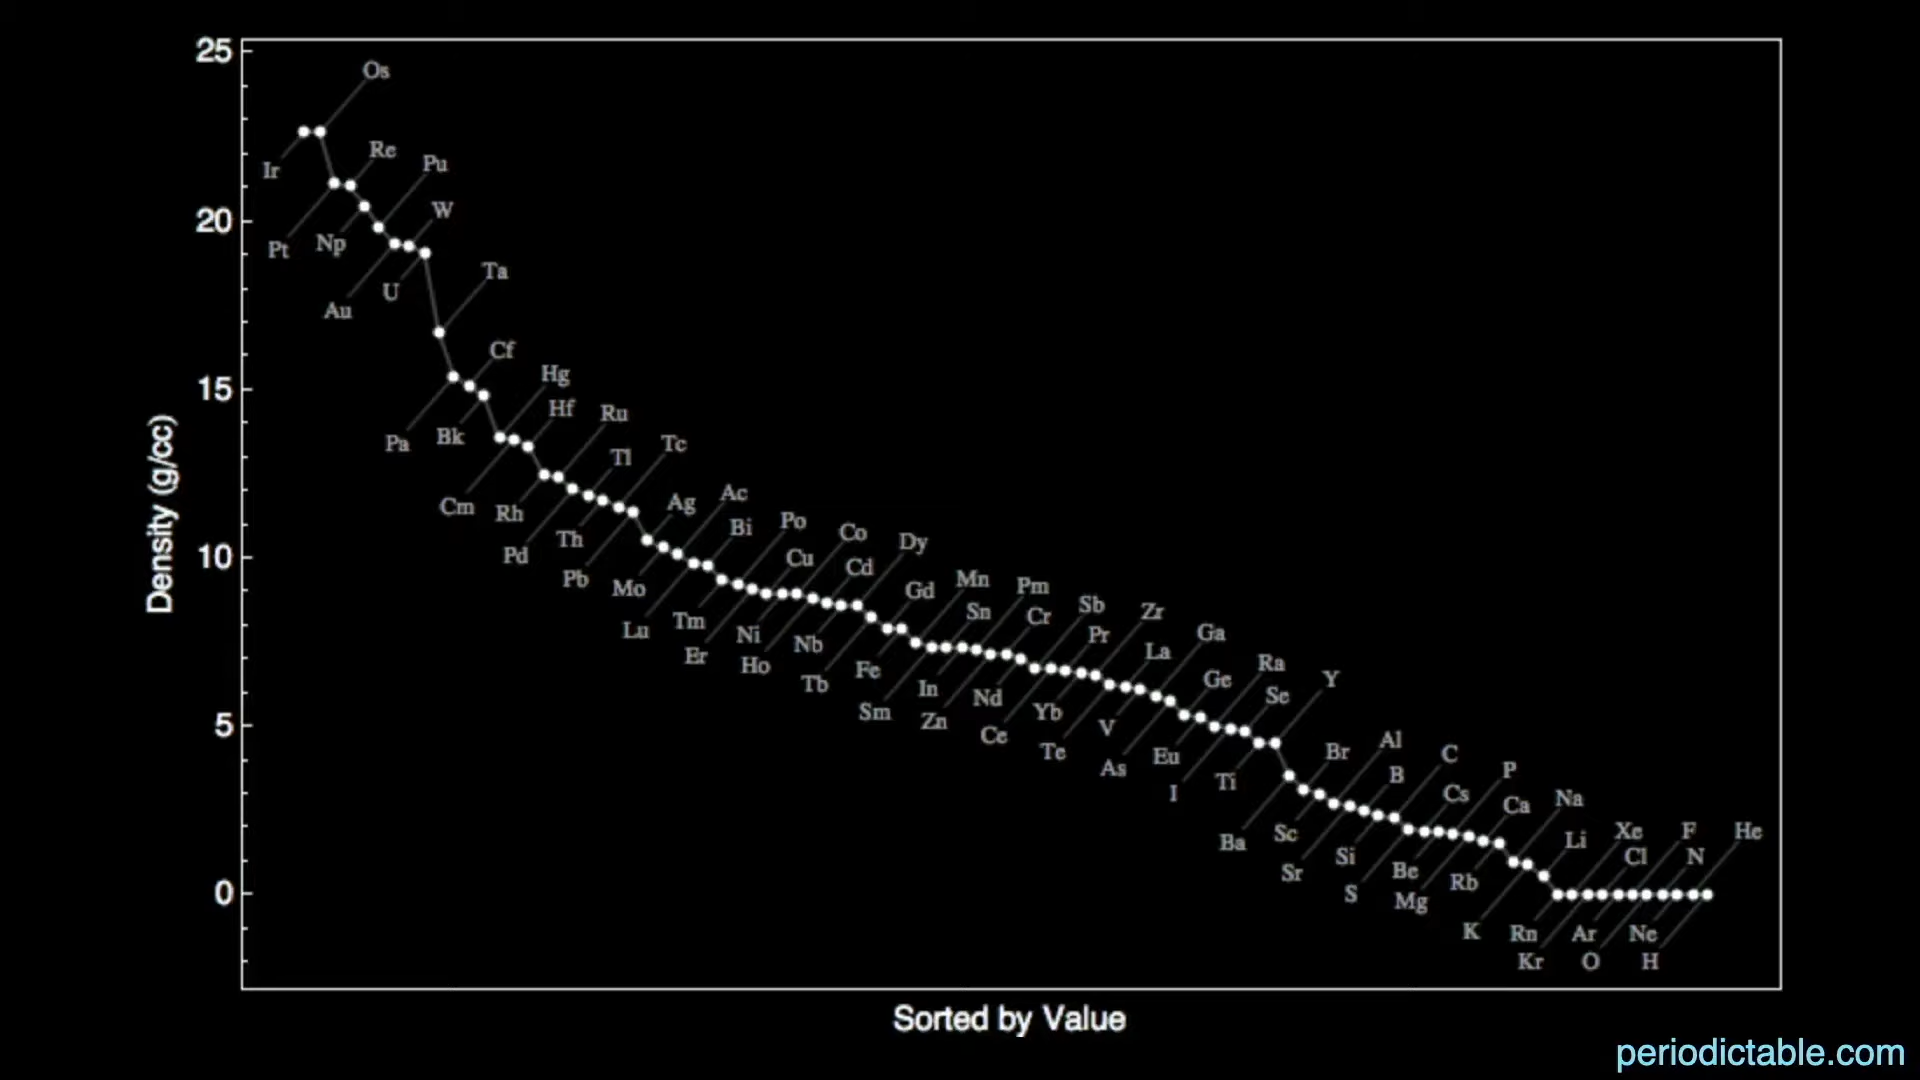 25
Os
Re
Ir
Pu
W
20
Np
Pt
Ta
U
Au
Cf
Hg
15
Hf
Ru
Bk
Pa
Tc
Tl
Ac
Ag
Cm
Rh
Po
Bi
Co
Th
Dy
10
Pd
Cu
Cd
Pb
Mn
Mo
Pm
Gd
Sb
Sn
Zr
Cr
Tm
Lu
Ga
Ni
Pr
Nb
La
Er
Ra
Ho
Fe
Ge
Y
Tb
In
Se
Nd
Sm
Yb
Zn
5
V
Ce
Al
Te
Br
C
Eu
As
P
B
Ti
I
Cs
Na
Ca
Sc
Xe
F
He
Li
Ba
Si
Cl
N
Be
Sr
Rb
0
S
Mg
K
Rn
Ar
Ne
Kr
O
H
Density (g/cc)
Sorted by Value
periodictable.com